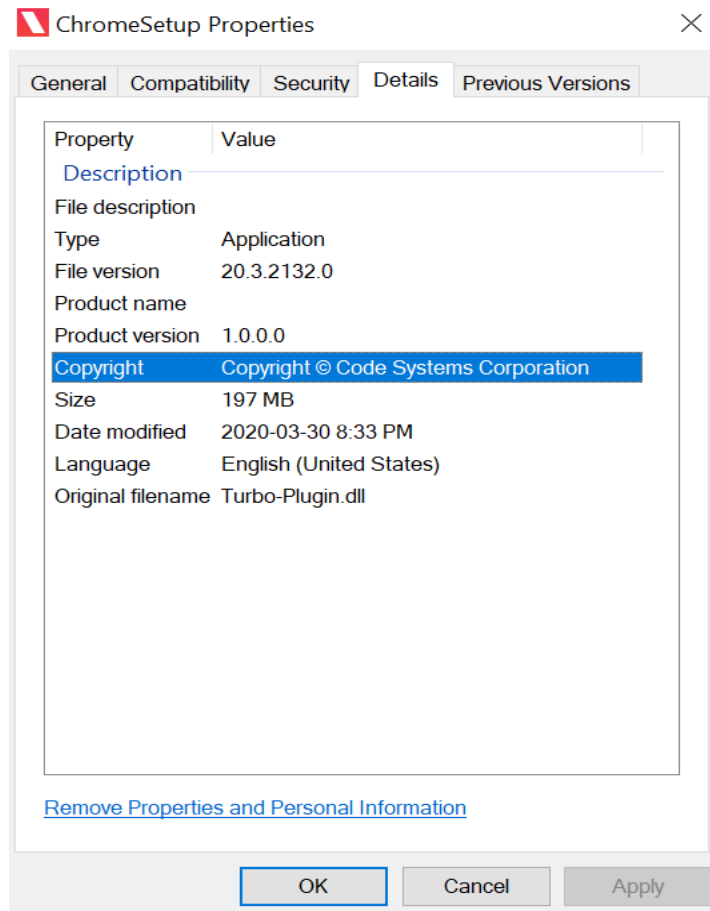 ChromeSetup Properties
General Compatibility Security Details Previous Versions
Property Value
Description
File description
Type Application
File version 20.3.2132.0
Product name
Product version 1.0.0.0
Copyright Copyright © Code Systems Corporation
Size 197 MB
Date modified 2020-03-30 8:33 PM
Language English (United States)
Original filename Turbo-Plugin.dll
Remove Properties and Personal Information
OK Cancel Apply